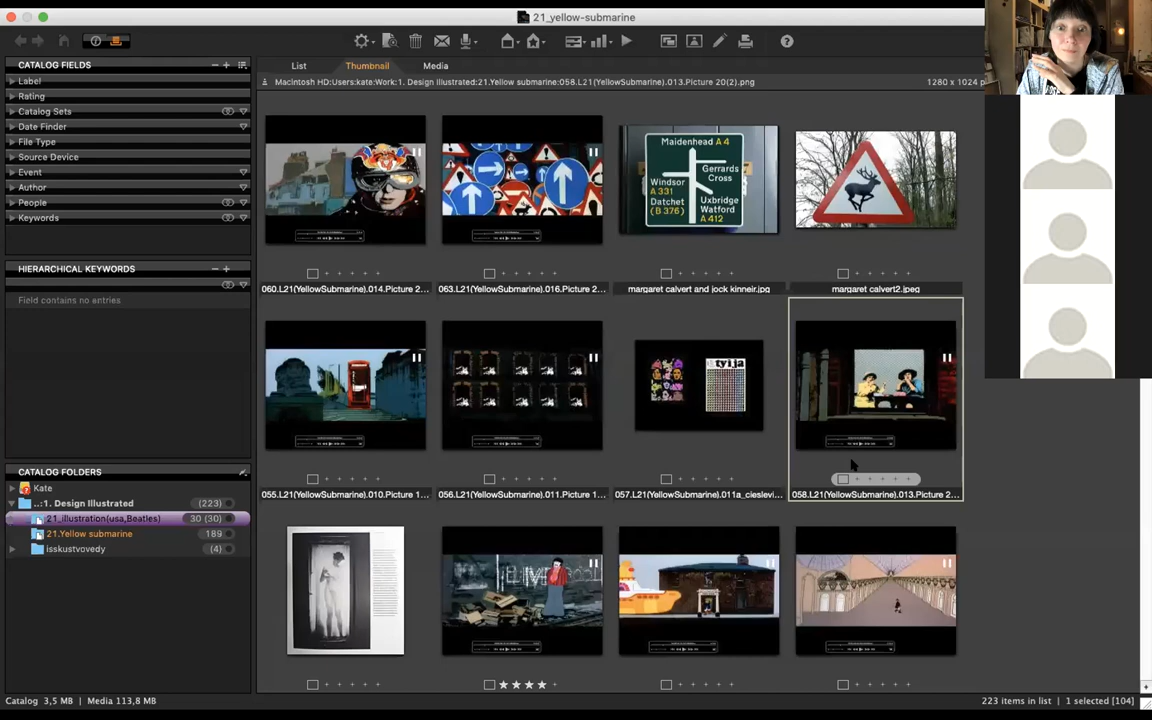 21_yellow-submarine
CATALOG FIELDS
Label
Rating
Catalog Sets
Date Finder
File Type
Source Device
Event
Author
People
Keywords
HIERARCHICAL KEYWORDS
Field contains no entries
CATALOG FOLDERS
Kate
..:1. Design Illustrated (223)
21_illustration(usa,Beatles) 30 (30)
21.Yellow submarine 189
isskustvovedy (4)
Catalog 3,5 MB | Media 113,8 MB
List Thumbnail Media
Macintosh HD:Users:kate:Work:1. Design Illustrated:21.Yellow submarine:058.L21(YellowSubmarine).013.Picture 20(2).png
1280 x 1024 p
Maidenhead A 4
Gerrards
Cross
Windsor
A 331
Datchet
(B 376)
Uxbridge
Watford
A 412
060.L21(YellowSubmarine).014.Picture 2...
063.L21(YellowSubmarine).016.Picture 2...
margaret calvert and jock kinneir.jpg
margaret calvert2.jpeg
055.L21(YellowSubmarine).010.Picture 1...
056.L21(YellowSubmarine).011.Picture 1...
057.L21(YellowSubmarine).011a_cieslevi...
058.L21(YellowSubmarine).013.Picture 2...
223 items in list | 1 selected [104]